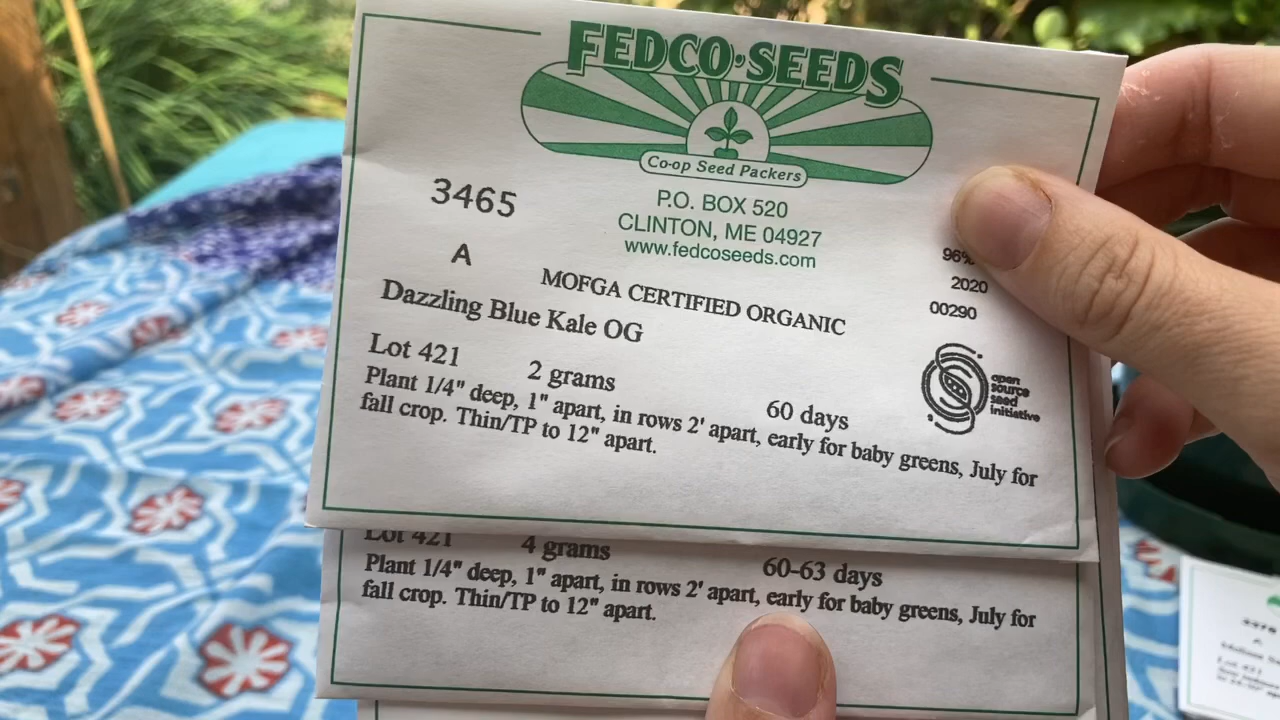 FEDCO·SEEDS
Co-op Seed Packers
P.O. BOX 520
CLINTON, ME 04927
www.fedcoseeds.com
3465
A
96%
2020
00290
MOFGA CERTIFIED ORGANIC
Dazzling Blue Kale OG
Lot 421 2 grams 60 days
open
source
seed
initiative
Plant 1/4" deep, 1" apart, in rows 2' apart, early for baby greens, July for
fall crop. Thin/TP to 12" apart.
Lot 421 4 grams 60-63 days
Plant 1/4" deep, 1" apart, in rows 2' apart, early for baby greens, July for
fall crop. Thin/TP to 12" apart.
Lot 421